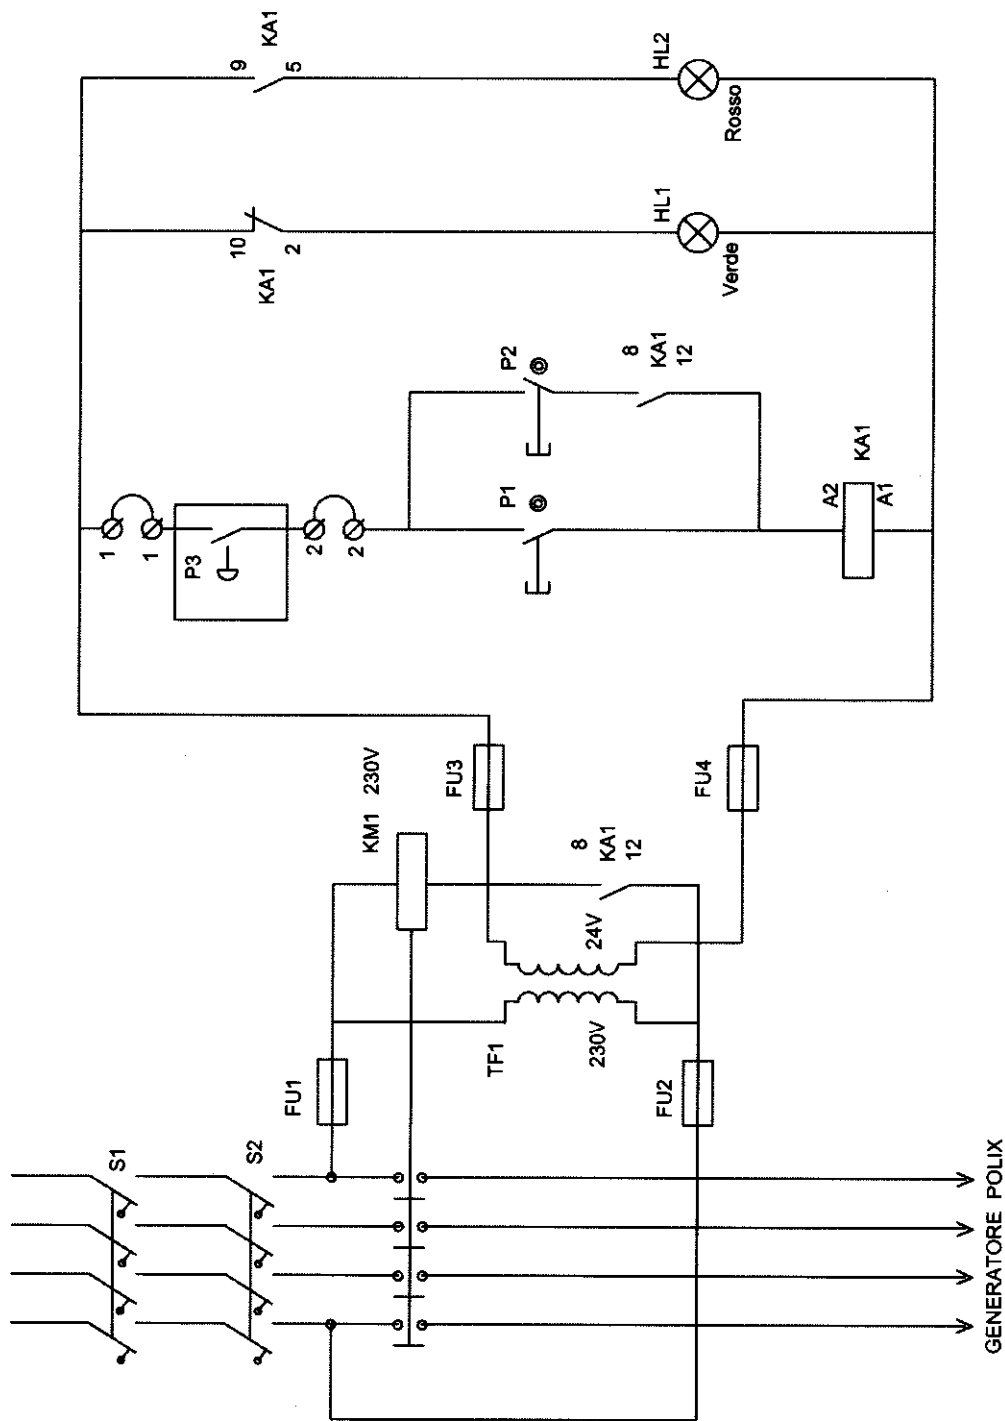 S1
S2
GENERATORE POLIX
FU1
TF1
230V
FU2
KM1 230V
24V
8
KA1
12
FU3
FU4
1
1
P3
2
2
P1
P2
8
KA1
12
A2
KA1
A1
10
KA1
2
HL1
Verde
9
KA1
5
HL2
Rosso